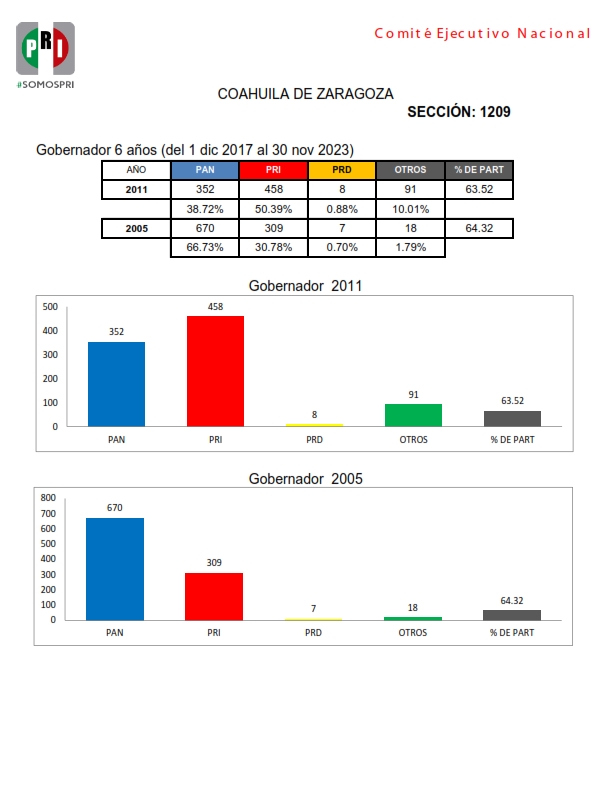 Comité Ejecutivo Nacional
PRI
#SOMOSPRI
COAHUILA DE ZARAGOZA
SECCIÓN: 1209
Gobernador 6 años (del 1 dic 2017 al 30 nov 2023)
AÑO PAN PRI PRD OTROS % DE PART
2011 352 458 8 91 63.52
38.72% 50.39% 0.88% 10.01%
2005 670 309 7 18 64.32
66.73% 30.78% 0.70% 1.79%
Gobernador 2011
500
400
300
200
100
0
352 458 8 91 63.52
PAN PRI PRD OTROS % DE PART
Gobernador 2005
800
700
600
500
400
300
200
100
0
670 309 7 18 64.32
PAN PRI PRD OTROS % DE PART